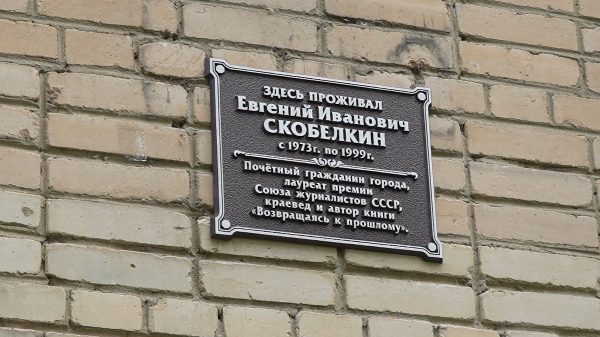 ЗДЕСЬ ПРОЖИВАЛ
Евгений Иванович
СКОБЕЛКИН
с 1973г. по 1999г.
Почётный гражданин города,
лауреат премии
Союза журналистов СССР,
краевед и автор книги
«Возвращаясь к прошлому».